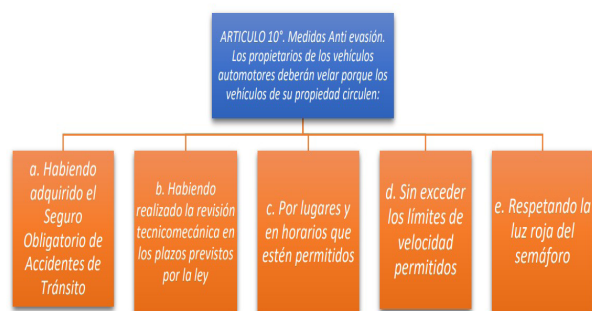 ARTICULO 10°. Medidas Anti evasión.
Los propietarios de los vehículos
automotores deberán velar porque los
vehículos de su propiedad circulen:
a. Habiendo
adquirido el
Seguro
Obligatorio de
Accidentes de
Tránsito
b. Habiendo
realizado la revisión
tecnicomecánica en
los plazos previstos
por la ley
c. Por lugares y
en horarios que
estén permitidos
d. Sin exceder
los límites de
velocidad
permitidos
e. Respetando la
luz roja del
semáforo